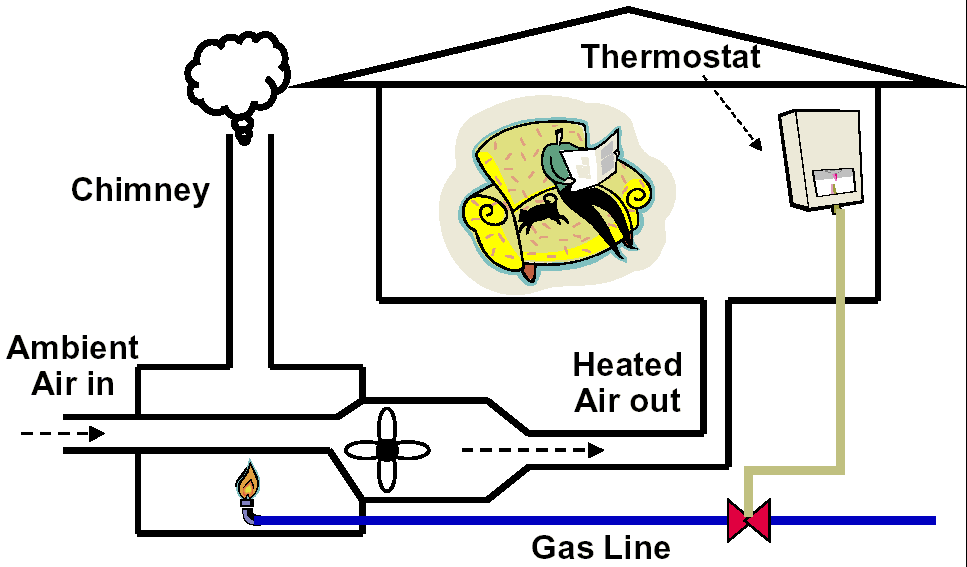 Thermostat
Chimney
Ambient
Air in
Heated
Air out
Gas Line